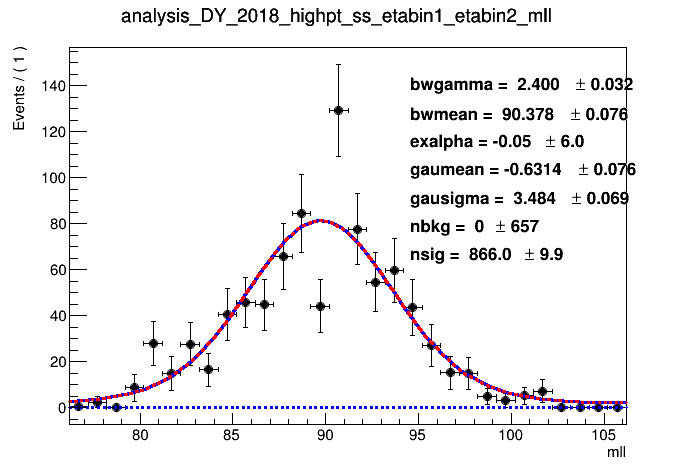 analysis_DY_2018_highpt_ss_etabin1_etabin2_mll
Events / ( 1 )
140
120
100
80
60
40
20
0
bwgamma = 2.400 ± 0.032
bwmean = 90.378 ± 0.076
exalpha = -0.05 ± 6.0
gaumean = -0.6314 ± 0.076
gausigma = 3.484 ± 0.069
nbkg = 0 ± 657
nsig = 866.0 ± 9.9
80 85 90 95 100 105
mll